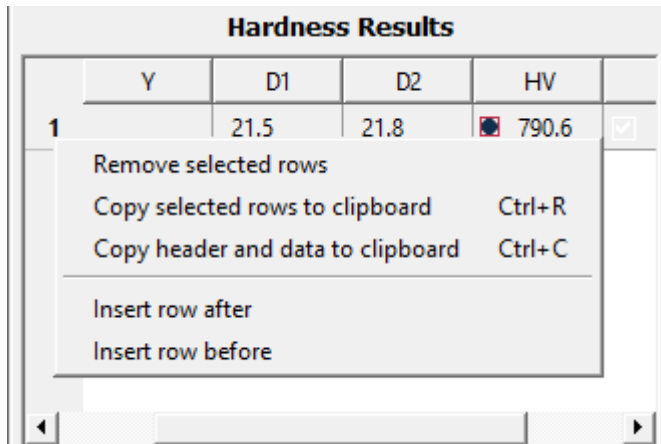 Hardness Results
Y D1 D2 HV
1 21.5 21.8 790.6
Remove selected rows
Copy selected rows to clipboard Ctrl+R
Copy header and data to clipboard Ctrl+C
Insert row after
Insert row before